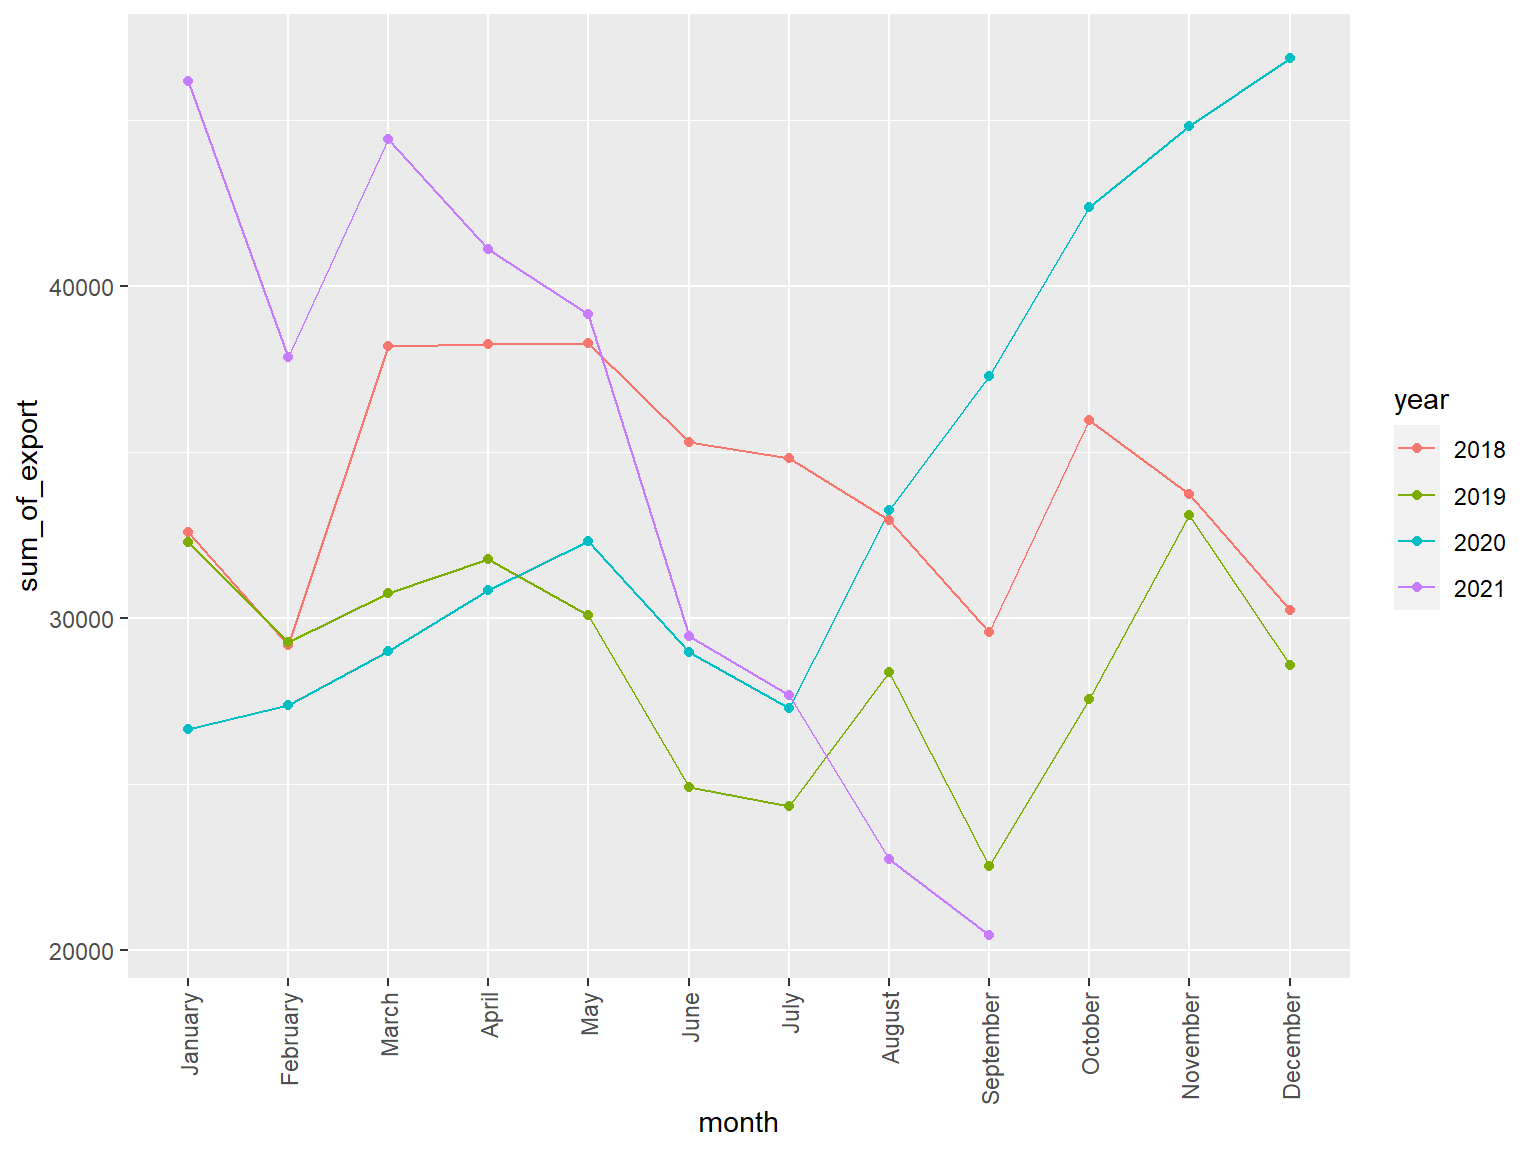 sum_of_export
40000
30000
20000
January
February
March
April
May
June
July
August
September
October
November
December
month
year
2018
2019
2020
2021